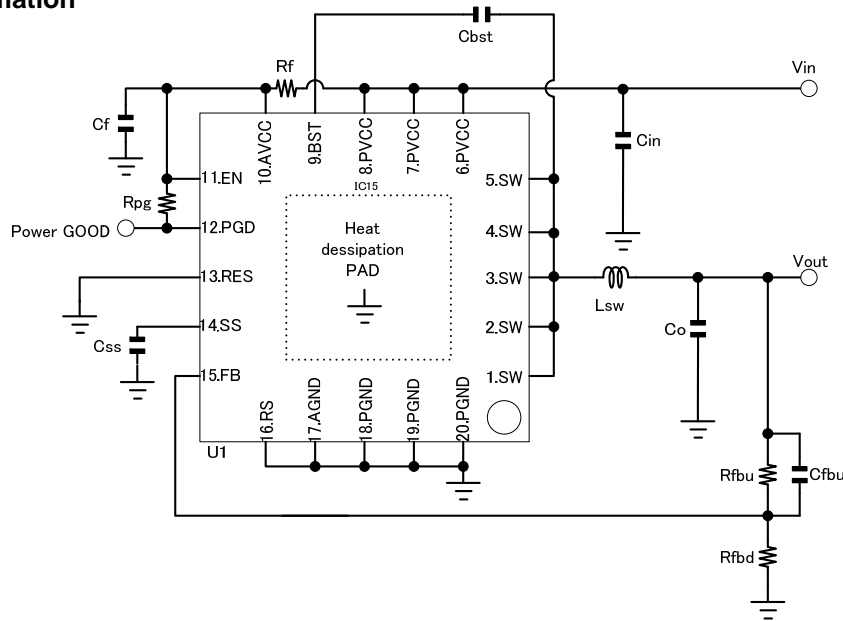 Cbst
Rf
Vin
Cf
Cin
10.AVCC
9.BST
8.PVCC
7.PVCC
6.PVCC
IC15
11.EN
Rpg
Power GOOD
12.PGD
13.RES
14.SS
Css
15.FB
Heat
dessipation
PAD
5.SW
4.SW
3.SW
2.SW
1.SW
Vout
Lsw
Co
16.RS
17.AGND
18.PGND
19.PGND
20.PGND
U1
Rfbu
Cfbu
Rfbd